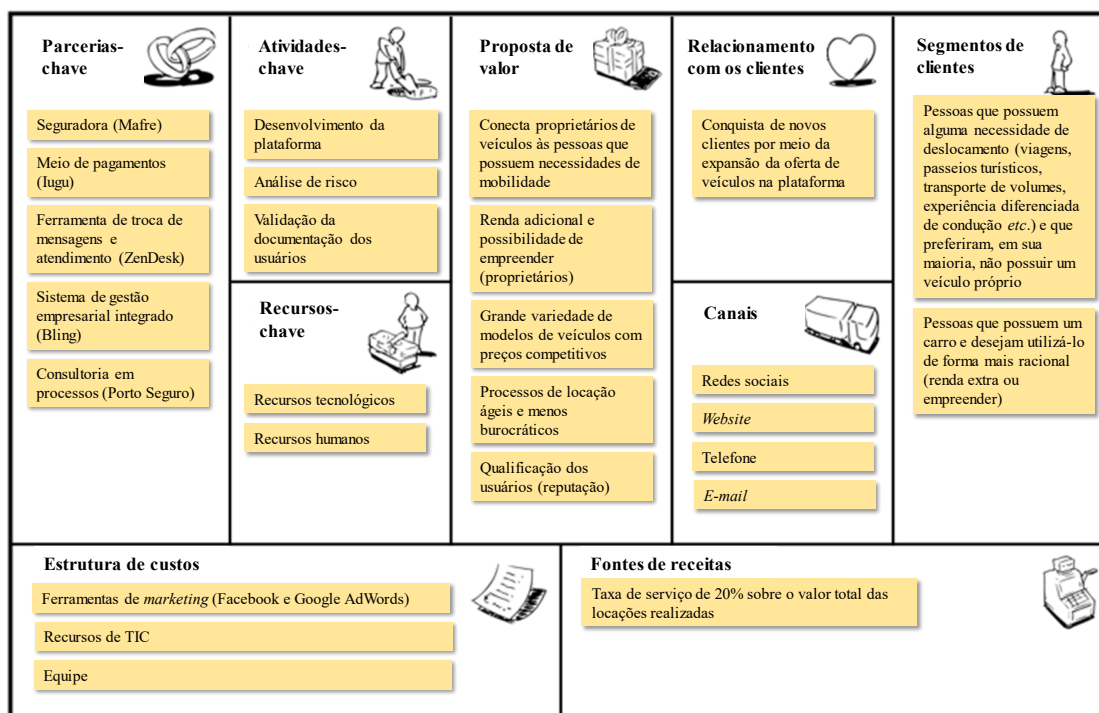 Parcerias-
chave
Seguradora (Mafre)
Meio de pagamentos
(Iugu)
Ferramenta de troca de
mensagens e
atendimento (ZenDesk)
Sistema de gestão
empresarial integrado
(Bling)
Consultoria em
processos (Porto Seguro)
Atividades-
chave
Desenvolvimento da
plataforma
Análise de risco
Validação da
documentação dos
usuários
Recursos-
chave
Recursos tecnológicos
Recursos humanos
Proposta de
valor
Conecta proprietários de
veículos às pessoas que
possuem necessidades de
mobilidade
Renda adicional e
possibilidade de
empreender
(proprietários)
Grande variedade de
modelos de veículos com
preços competitivos
Processos de locação
ágeis e menos
burocráticos
Qualificação dos
usuários (reputação)
Relacionamento
com os clientes
Conquista de novos
clientes por meio da
expansão da oferta de
veículos na plataforma
Canais
Redes sociais
Website
Telefone
E-mail
Segmentos de
clientes
Pessoas que possuem
alguma necessidade de
deslocamento (viagens,
passeios turísticos,
transporte de volumes,
experiência diferenciada
de condução etc.) e que
preferiram, em sua
maioria, não possuir um
veículo próprio
Pessoas que possuem um
carro e desejam utilizá-lo
de forma mais racional
(renda extra ou
empreender)
Estrutura de custos
Ferramentas de marketing (Facebook e Google AdWords)
Recursos de TIC
Equipe
Fontes de receitas
Taxa de serviço de 20% sobre o valor total das
locações realizadas